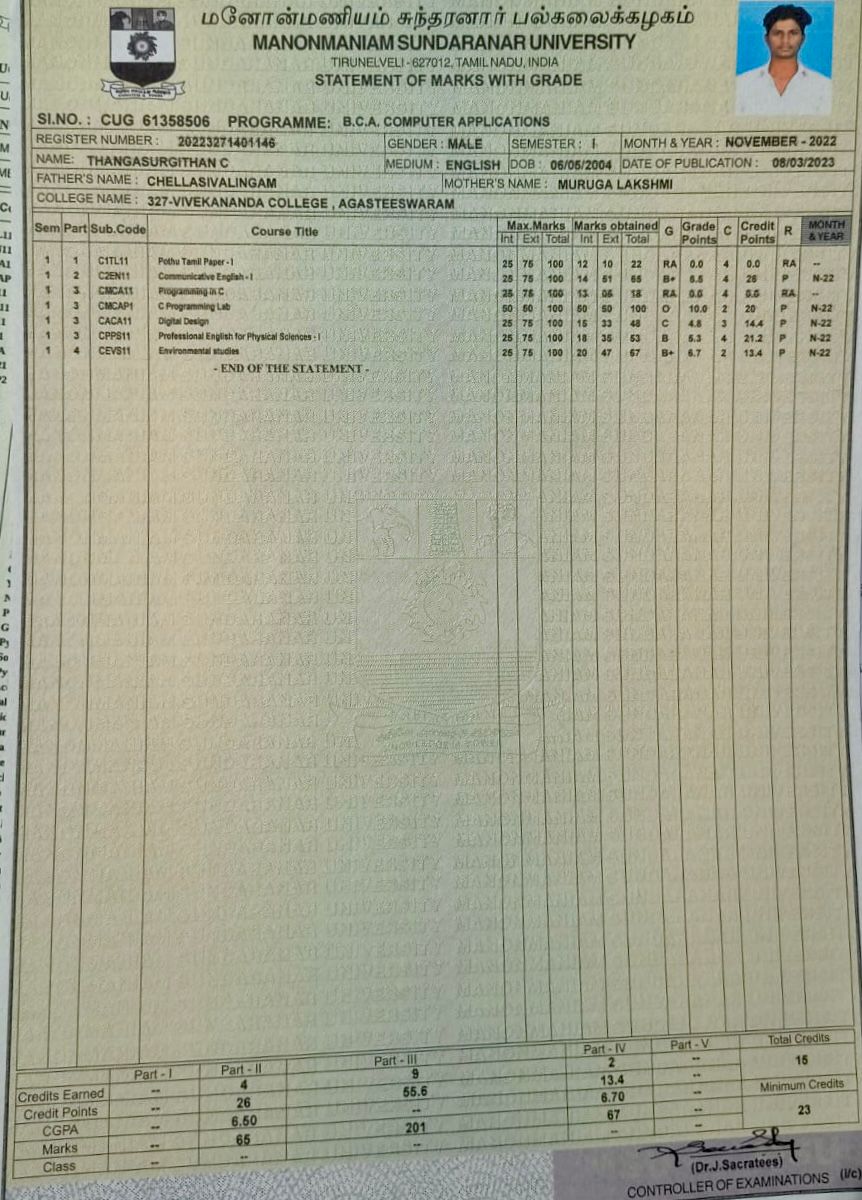 மனோன்மணியம் சுந்தரனார் பல்கலைக்கழகம்
MANONMANIAM SUNDARANAR UNIVERSITY
TIRUNELVELI - 627012, TAMIL NADU, INDIA
STATEMENT OF MARKS WITH GRADE
SI.NO. : CUG 61358506 PROGRAMME: B.C.A. COMPUTER APPLICATIONS
REGISTER NUMBER : 20223271401146 GENDER : MALE SEMESTER : I MONTH & YEAR : NOVEMBER - 2022
NAME: THANGASURGITHAN C MEDIUM : ENGLISH DOB : 06/05/2004 DATE OF PUBLICATION : 08/03/2023
FATHER'S NAME : CHELLASIVALINGAM MOTHER'S NAME : MURUGA LAKSHMI
COLLEGE NAME : 327-VIVEKANANDA COLLEGE , AGASTEESWARAM
Sem Part Sub.Code Course Title Max.Marks Marks obtained G Grade Points C Credit Points R MONTH & YEAR
Int Ext Total Int Ext Total
1 1 C1TL11 Pothu Tamil Paper - I 25 75 100 12 10 22 RA 0.0 4 0.0 RA --
1 2 C2EN11 Communicative English - I 25 75 100 14 51 65 B+ 6.5 4 26 P N-22
1 3 CMCA11 Programming in C 25 75 100 13 05 18 RA 0.0 4 0.0 RA --
1 3 CMCAP1 C Programming Lab 50 50 100 50 50 100 O 10.0 2 20 P N-22
1 3 CACA11 Digital Design 25 75 100 15 33 48 C 4.8 3 14.4 P N-22
1 3 CPPS11 Professional English for Physical Sciences - I 25 75 100 18 35 53 B 5.3 4 21.2 P N-22
1 4 CEVS11 Environmental studies 25 75 100 20 47 67 B+ 6.7 2 13.4 P N-22
- END OF THE STATEMENT -
Part - I Part - II Part - III Part - IV Part - V Total Credits
Credits Earned -- 4 9 2 -- 15
Credit Points -- 26 55.6 13.4 -- Minimum Credits
CGPA -- 6.50 -- 6.70 -- 23
Marks -- 65 201 67 --
Class -- -- -- -- --
(Dr.J.Sacratees)
CONTROLLER OF EXAMINATIONS (I/c)